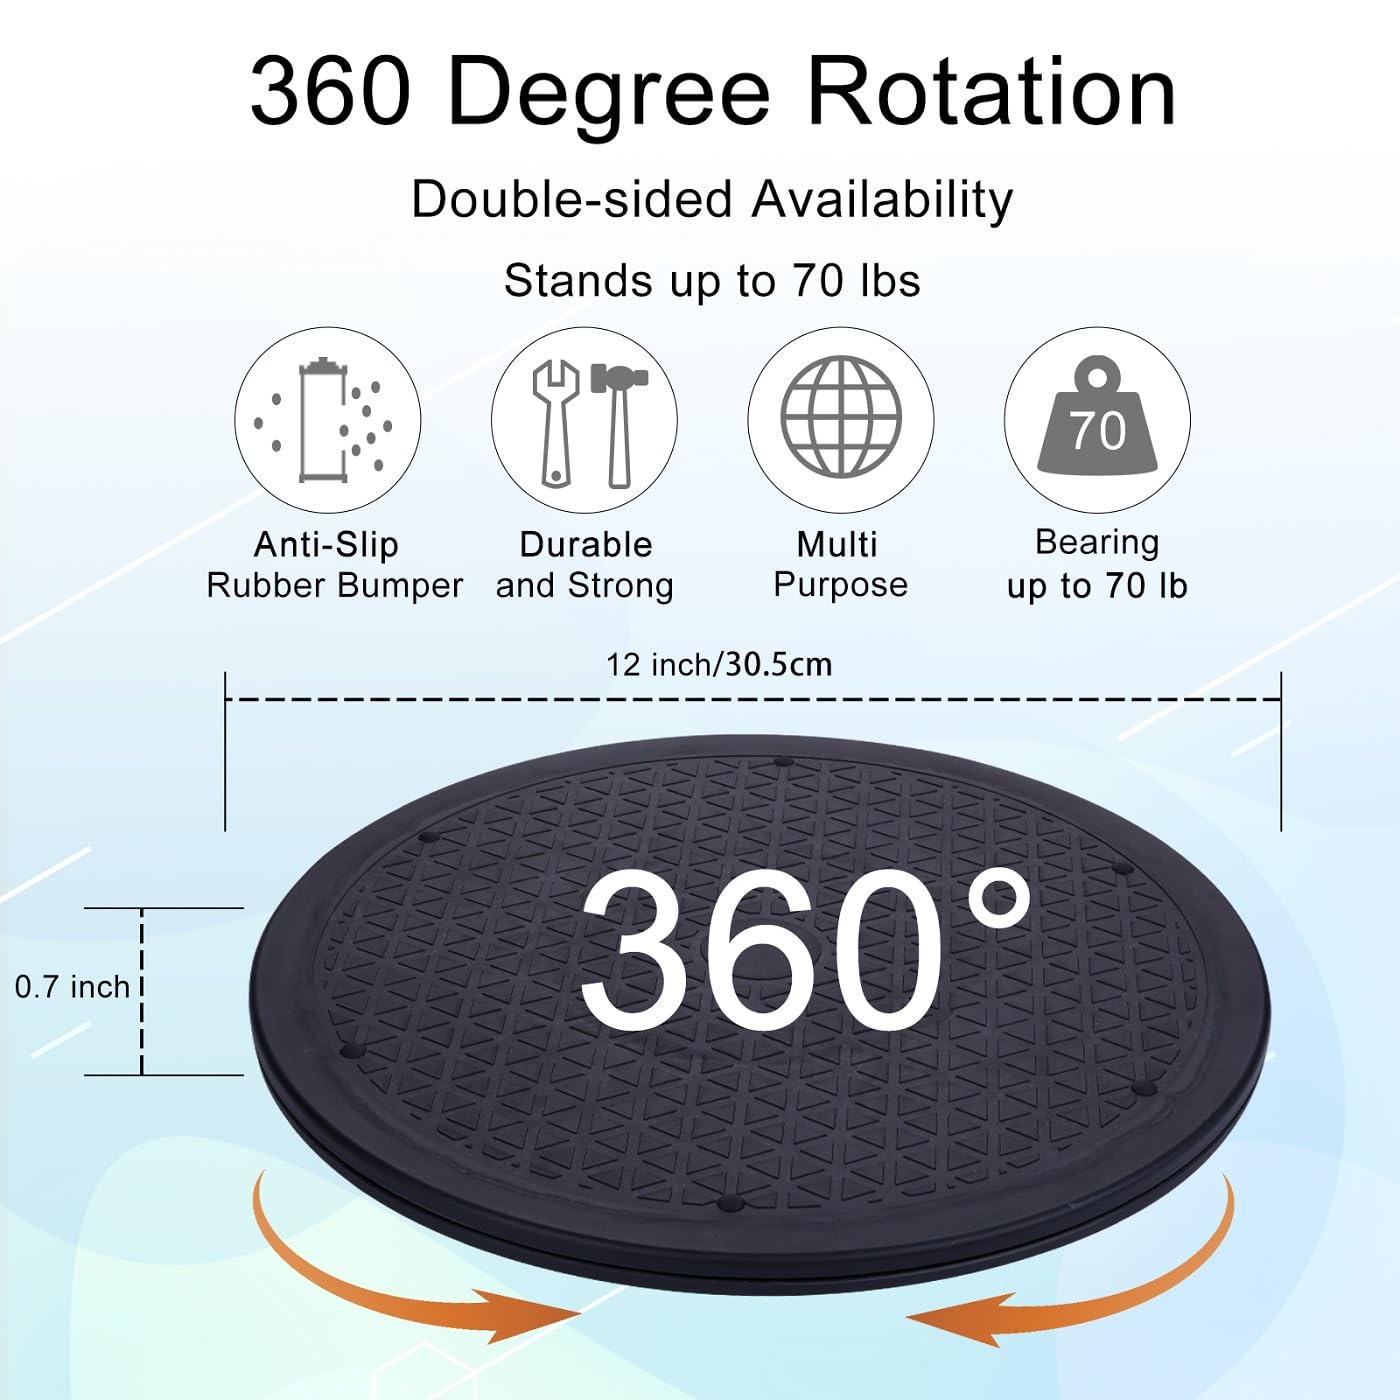 360 Degree Rotation
Double-sided Availability
Stands up to 70 lbs
70
Anti-Slip
Rubber Bumper
Durable
and Strong
Multi
Purpose
Bearing
up to 70 lb
12 inch/30.5cm
0.7 inch
360°